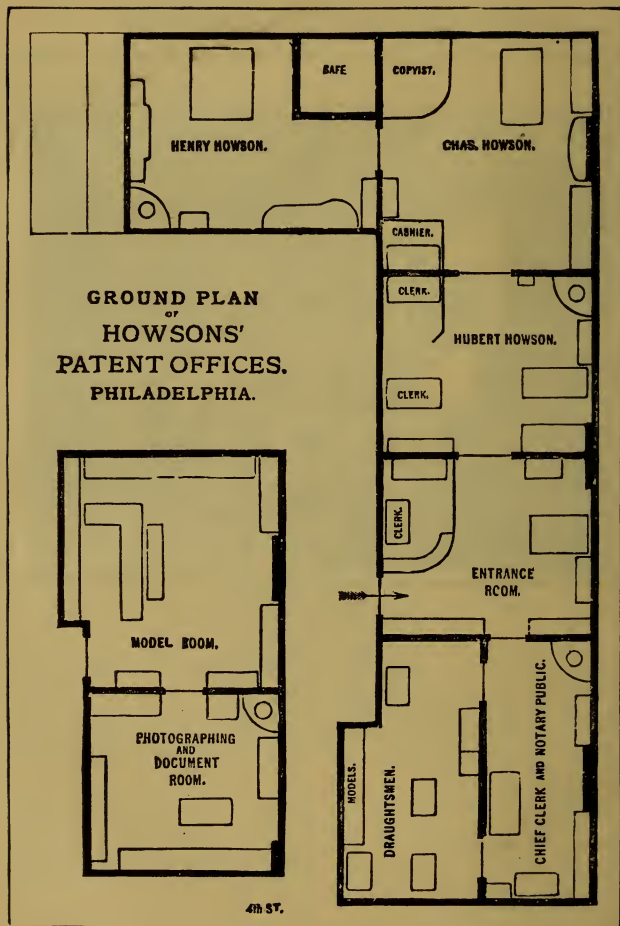 SAFE
COPYIST.
HENRY HOWSON.
CHAS. HOWSON.
CASHIER.
CLERK.
GROUND PLAN
OF
HOWSONS'
PATENT OFFICES.
PHILADELPHIA.
HUBERT HOWSON.
CLERK.
CLERK.
ENTRANCE
ROOM.
MODEL ROOM.
PHOTOGRAPHING
AND
DOCUMENT
ROOM.
MODELS.
DRAUGHTSMEN.
CHIEF CLERK AND NOTARY PUBLIC.
4th ST.